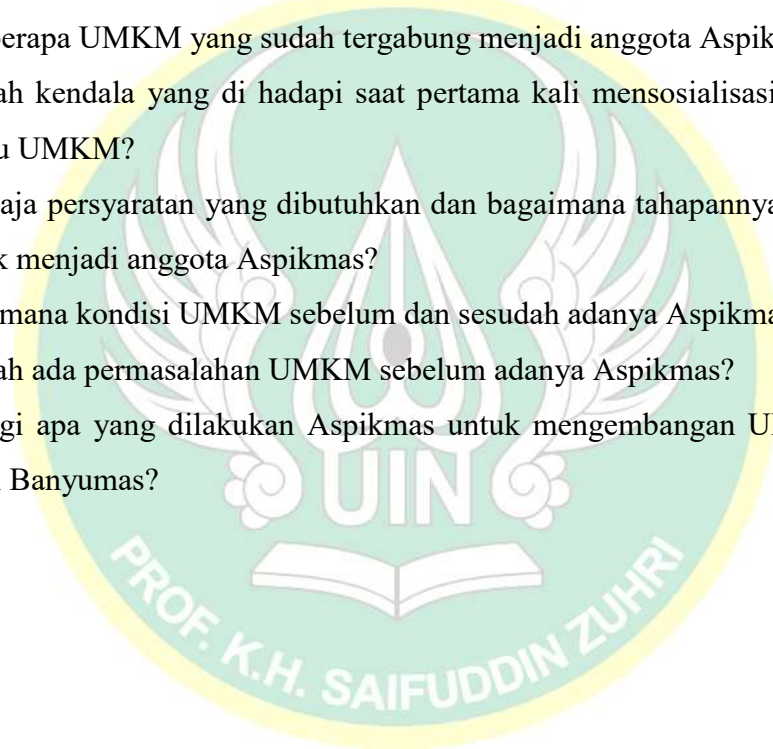 erapa UMKM yang sudah tergabung menjadi anggota Aspik
ah kendala yang di hadapi saat pertama kali mensosialisasi
u UMKM?
aja persyaratan yang dibutuhkan dan bagaimana tahapannya
k menjadi anggota Aspikmas?
mana kondisi UMKM sebelum dan sesudah adanya Aspikma
ah ada permasalahan UMKM sebelum adanya Aspikmas?
gi apa yang dilakukan Aspikmas untuk mengembangan U
Banyumas?
UIN
PROF. K.H. SAIFUDDIN ZUHRI